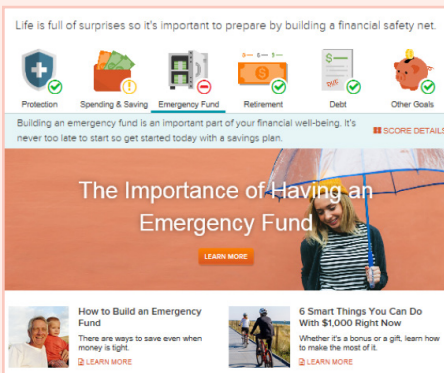 Life is full of surprises so it's important to prepare by building a financial safety net.
$ — $ — $ —
$
$
DUE
Protection
Spending & Saving
Emergency Fund
Retirement
Debt
Other Goals
Building an emergency fund is an important part of your financial well-being. It's
never too late to start so get started today with a savings plan.
SCORE DETAILS
The Importance of Having an
Emergency Fund
LEARN MORE
How to Build an Emergency
Fund
There are ways to save even when
money is tight.
LEARN MORE
6 Smart Things You Can Do
With $1,000 Right Now
Whether it's a bonus or a gift, learn how
to make the most of it.
LEARN MORE